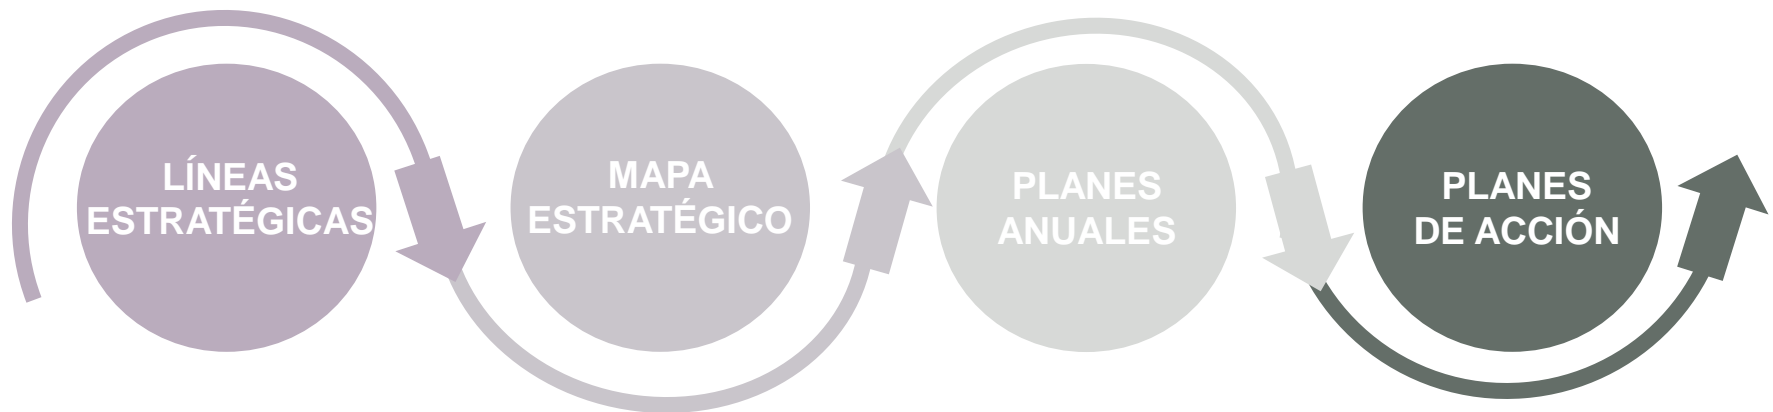 LÍNEAS
ESTRATÉGICAS
MAPA
ESTRATÉGICO
PLANES
ANUALES
PLANES
DE ACCIÓN